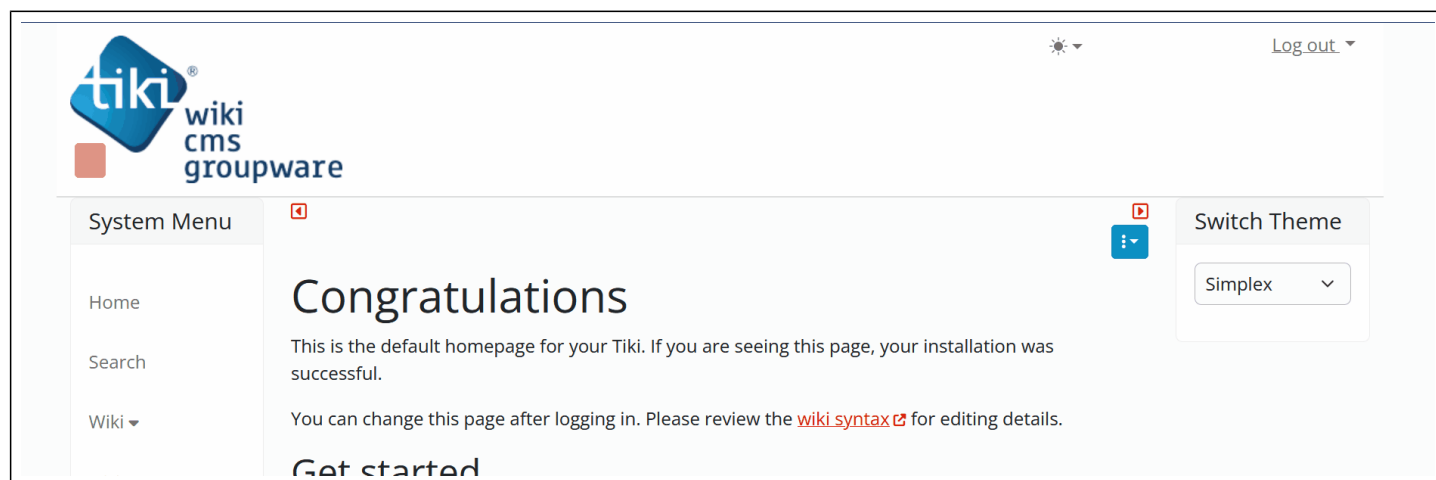 tiki®
wiki
cms
groupware
Log out
System Menu
Home
Search
Wiki
Congratulations
This is the default homepage for your Tiki. If you are seeing this page, your installation was
successful.
You can change this page after logging in. Please review the wiki syntax for editing details.
Get started
Switch Theme
Simplex